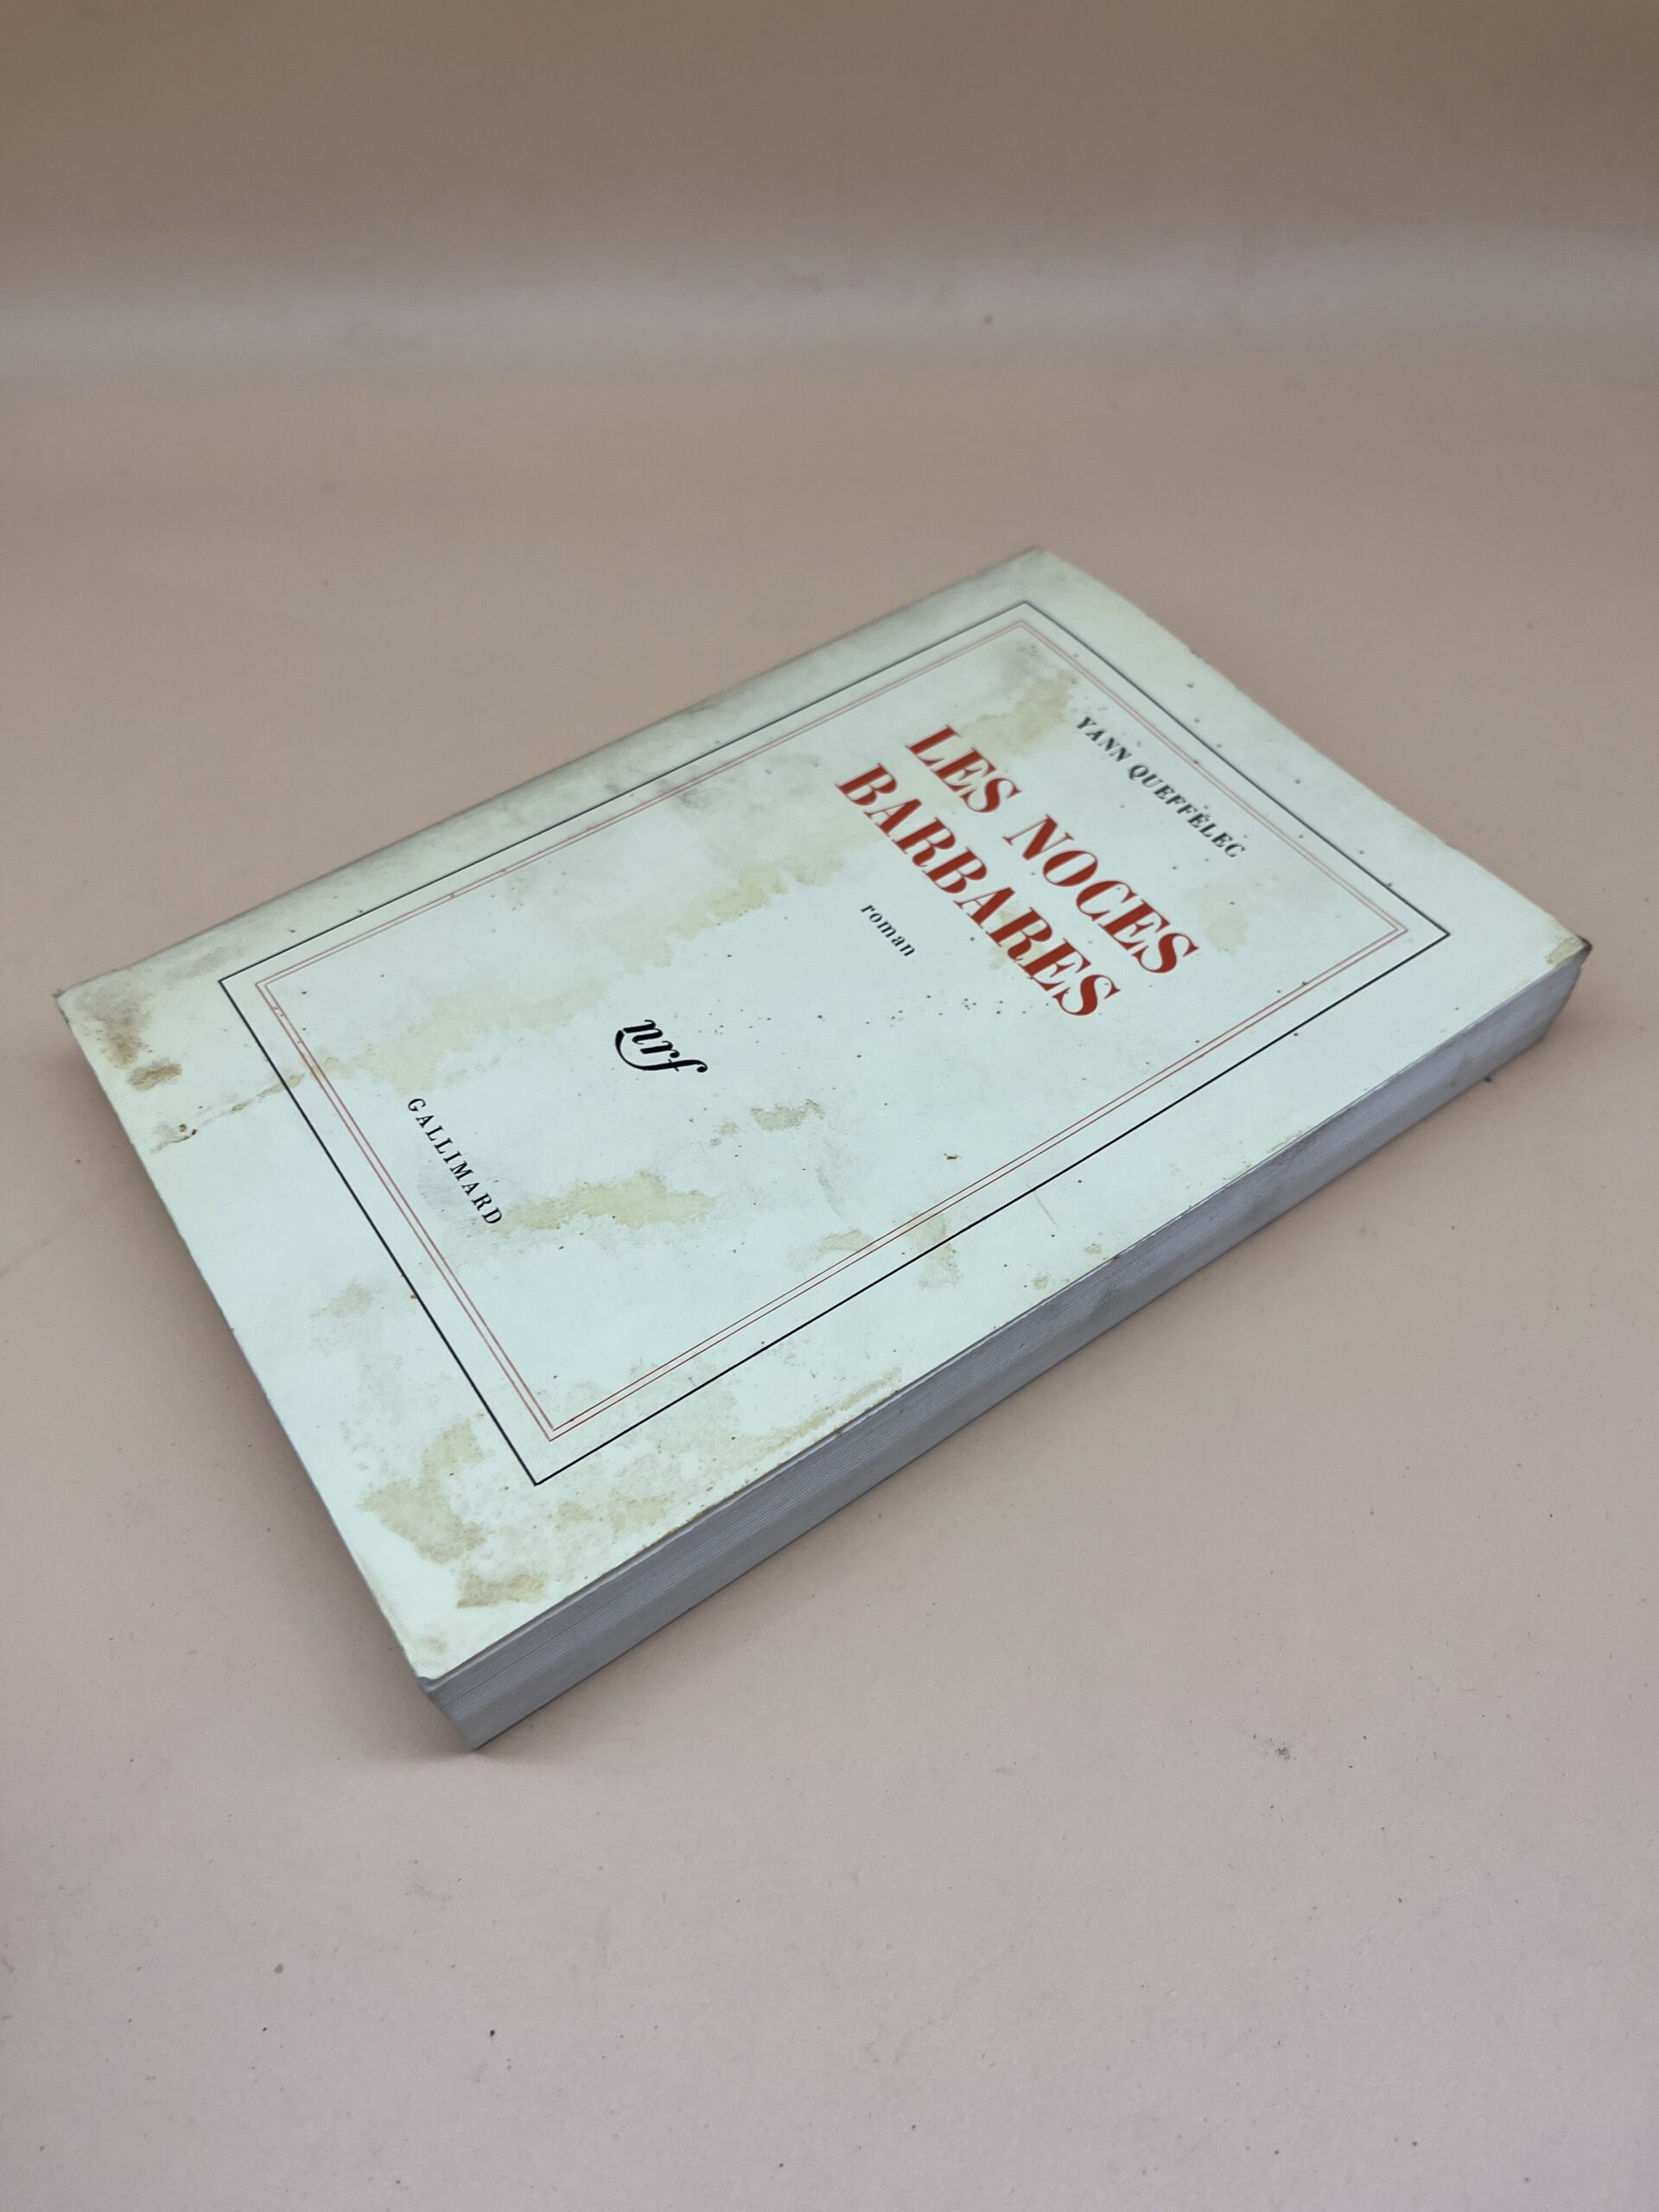 YANN QUEFFÉLEC
LES NOCES
BARBARES
roman
nrf
GALLIMARD